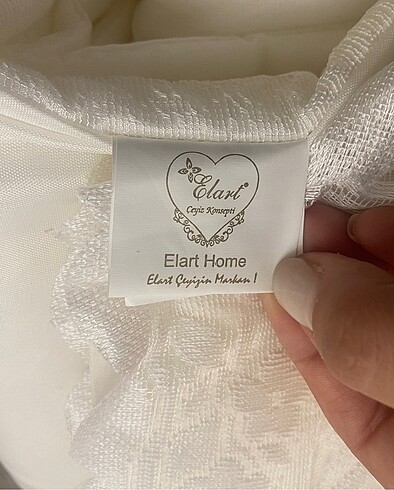 Elart®
Çeyiz Konsepti
Elart Home
Elart Çeyizin Markası !